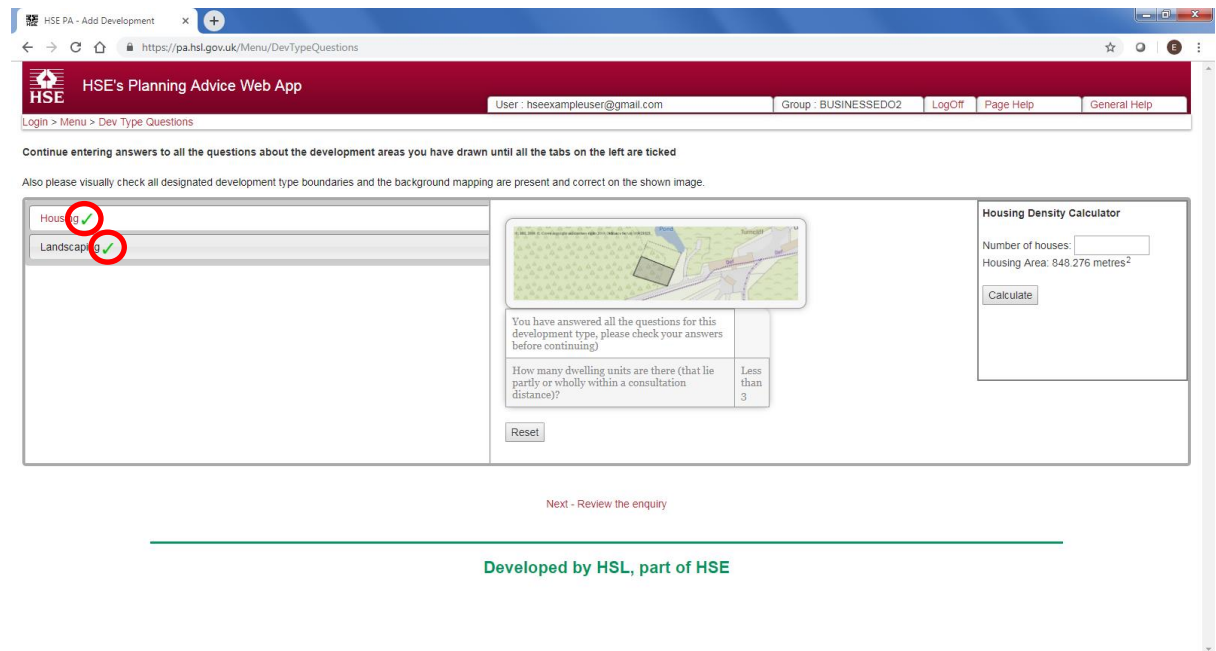 HSE PA - Add Development
https://pa.hsl.gov.uk/Menu/DevTypeQuestions
E
HSE
HSE's Planning Advice Web App
User : hseexampleuser@gmail.com
Group : BUSINESSEDO2
LogOff
Page Help
General Help
Login > Menu > Dev Type Questions
Continue entering answers to all the questions about the development areas you have drawn until all the tabs on the left are ticked
Also please visually check all designated development type boundaries and the background mapping are present and correct on the shown image.
Housing
Landscaping
You have answered all the questions for this
development type, please check your answers
before continuing)
How many dwelling units are there (that lie
partly or wholly within a consultation
distance)?
Less
than
3
Reset
Housing Density Calculator
Number of houses:
Housing Area: 848.276 metres²
Calculate
Next - Review the enquiry
Developed by HSL, part of HSE